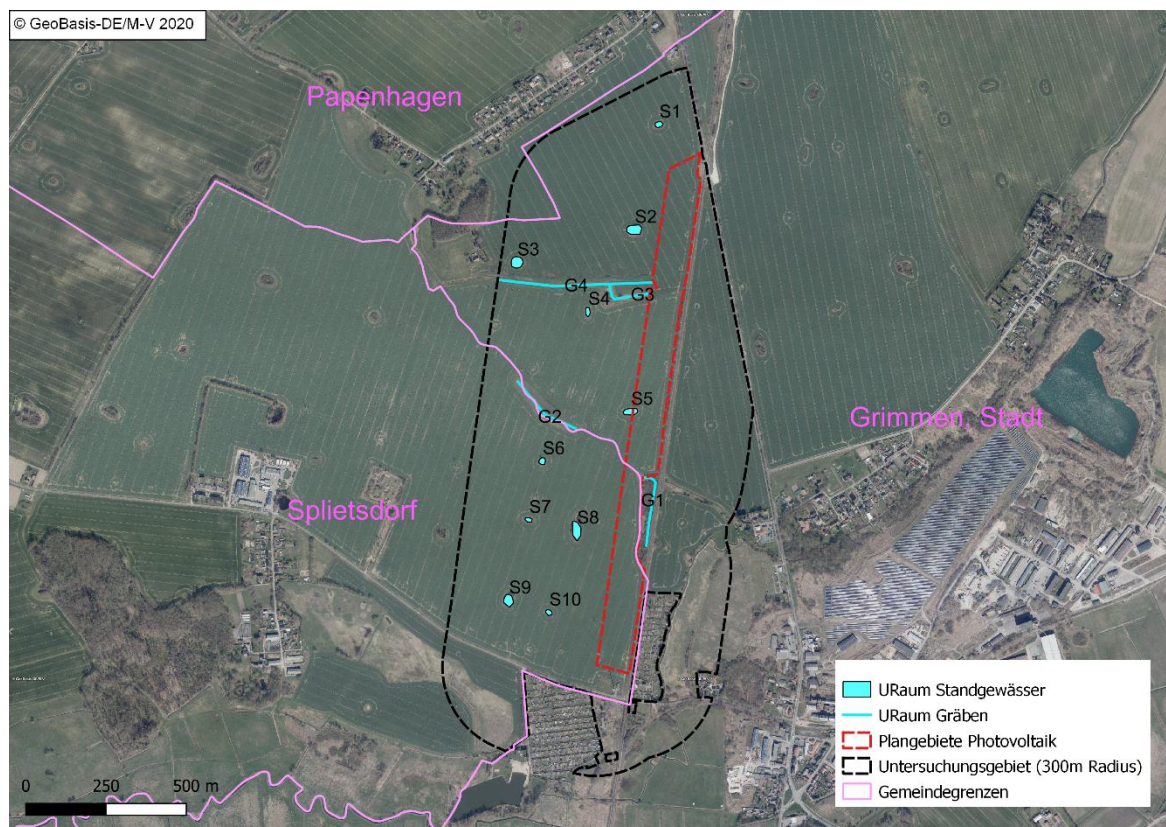 © GeoBasis-DE/M-V 2020
Papenhagen
S1
S2
S3
G4
S4
G3
S5
Grimmen, Stadt
G2
S6
G1
S7
S8
Splietsdorf
S9
S10
URaum Standgewässer
URaum Gräben
Plangebiete Photovoltaik
Untersuchungsgebiet (300m Radius)
Gemeindegrenzen
0 250 500 m